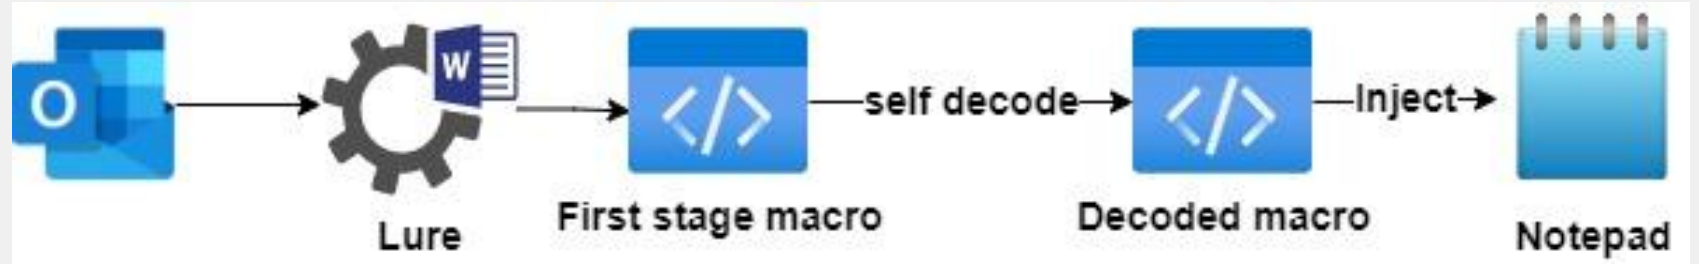 O
W
self decode
Inject
Lure
First stage macro
Decoded macro
Notepad